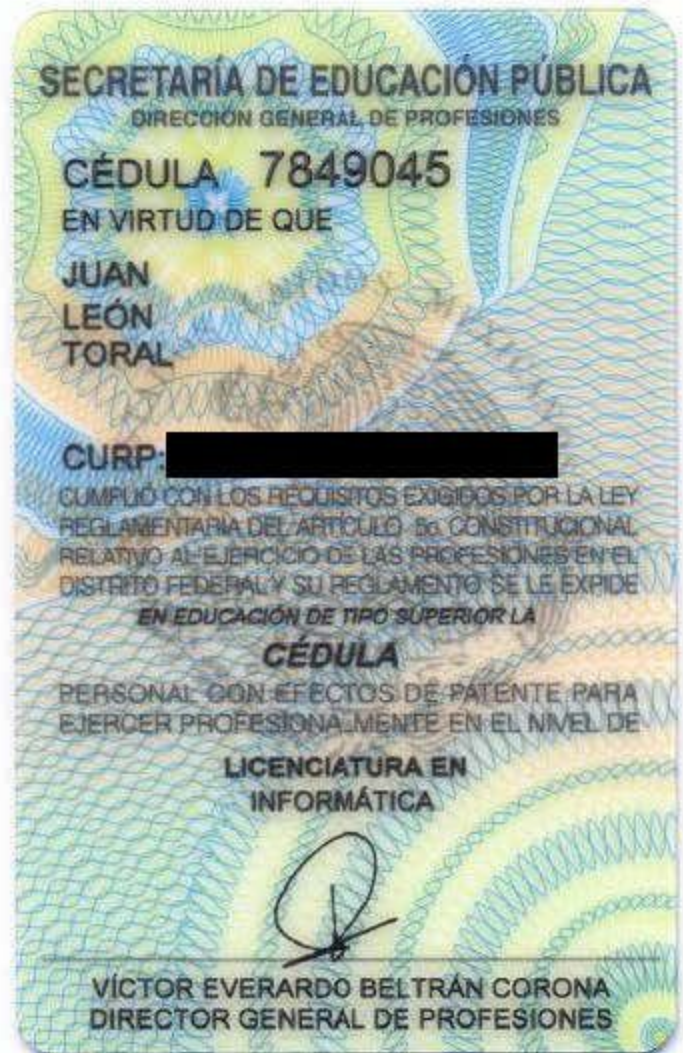 SECRETARÍA DE EDUCACIÓN PÚBLICA
DIRECCIÓN GENERAL DE PROFESIONES
CÉDULA 7849045
EN VIRTUD DE QUE
JUAN
LEÓN
TORAL
CURP:
CUMPLIÓ CON LOS REQUISITOS EXIGIDOS POR LA LEY
REGLAMENTARIA DEL ARTÍCULO 5o. CONSTITUCIONAL
RELATIVO AL EJERCICIO DE LAS PROFESIONES EN EL
DISTRITO FEDERAL Y SU REGLAMENTO SE LE EXPIDE
EN EDUCACIÓN DE TIPO SUPERIOR LA
CÉDULA
PERSONAL CON EFECTOS DE PATENTE PARA
EJERCER PROFESIONALMENTE EN EL NIVEL DE
LICENCIATURA EN
INFORMÁTICA
VÍCTOR EVERARDO BELTRÁN CORONA
DIRECTOR GENERAL DE PROFESIONES